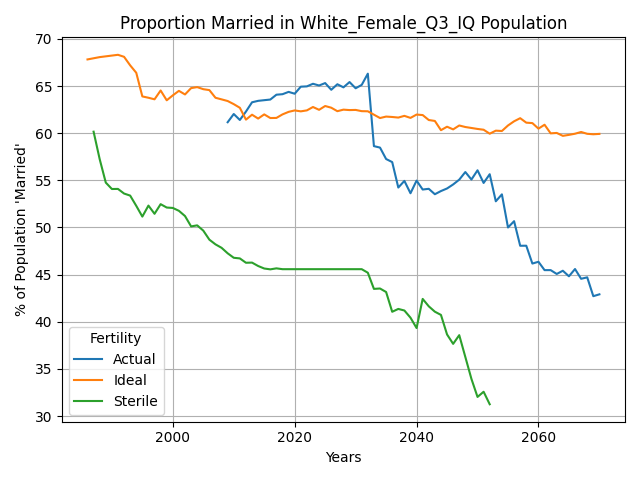 Proportion Married in White_Female_Q3_IQ Population
% of Population 'Married'
70
65
60
55
50
45
40
35
30
Fertility
Actual
Ideal
Sterile
2000 2020 2040 2060
Years